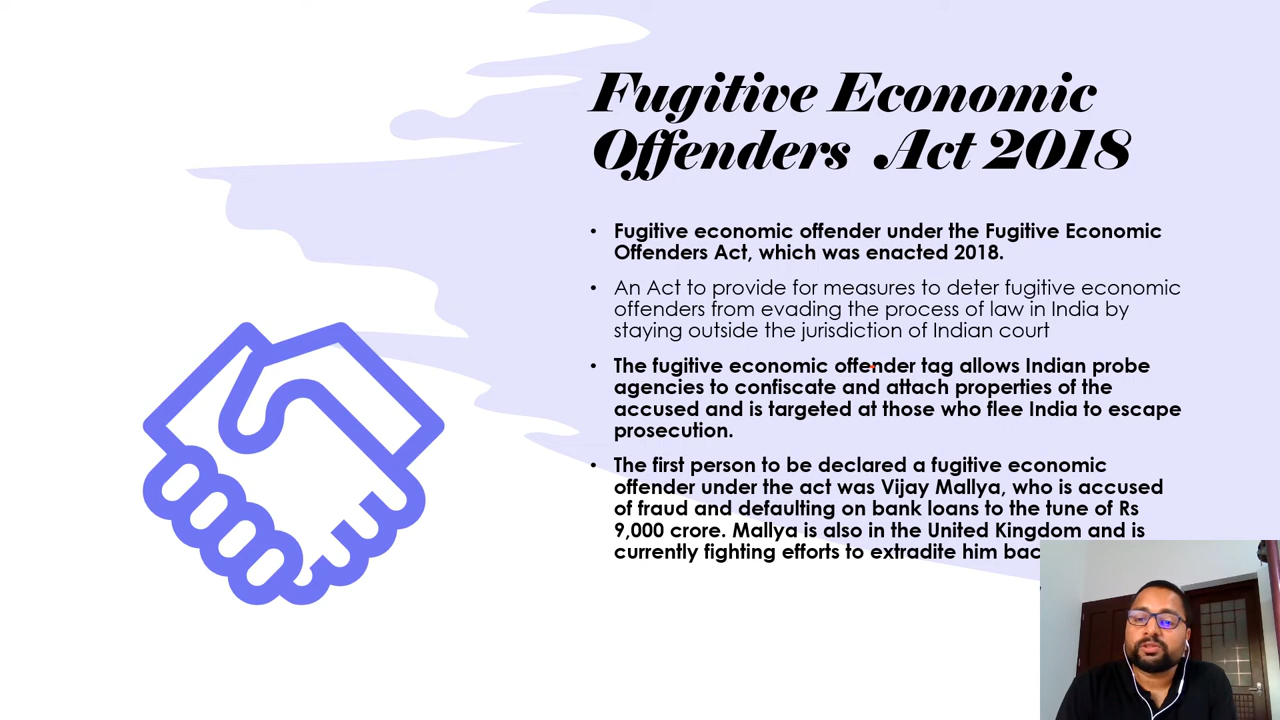 Fugitive Economic
Offenders Act 2018
• Fugitive economic offender under the Fugitive Economic
Offenders Act, which was enacted 2018.
• An Act to provide for measures to deter fugitive economic
offenders from evading the process of law in India by
staying outside the jurisdiction of Indian court
• The fugitive economic offender tag allows Indian probe
agencies to confiscate and attach properties of the
accused and is targeted at those who flee India to escape
prosecution.
• The first person to be declared a fugitive economic
offender under the act was Vijay Mallya, who is accused
of fraud and defaulting on bank loans to the tune of Rs
9,000 crore. Mallya is also in the United Kingdom and is
currently fighting efforts to extradite him